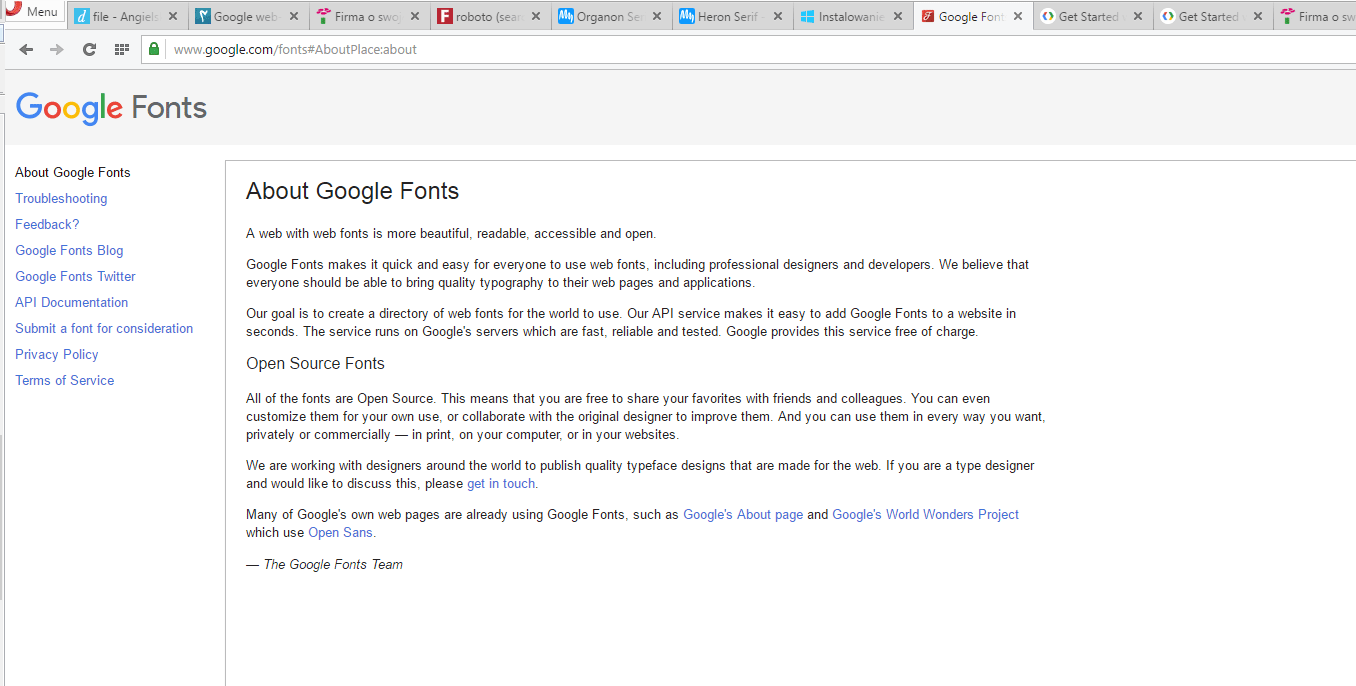 Menu
file - Angiels
Google web
Firma o swo
roboto (sear
Organon Se
Heron Serif -
Instalowanie
Google Font
Get Started
Get Started
Firma o sw
www.google.com/fonts#AboutPlace:about
Google Fonts
About Google Fonts
Troubleshooting
Feedback?
Google Fonts Blog
Google Fonts Twitter
API Documentation
Submit a font for consideration
Privacy Policy
Terms of Service
About Google Fonts
A web with web fonts is more beautiful, readable, accessible and open.
Google Fonts makes it quick and easy for everyone to use web fonts, including professional designers and developers. We believe that
everyone should be able to bring quality typography to their web pages and applications.
Our goal is to create a directory of web fonts for the world to use. Our API service makes it easy to add Google Fonts to a website in
seconds. The service runs on Google's servers which are fast, reliable and tested. Google provides this service free of charge.
Open Source Fonts
All of the fonts are Open Source. This means that you are free to share your favorites with friends and colleagues. You can even
customize them for your own use, or collaborate with the original designer to improve them. And you can use them in every way you want,
privately or commercially — in print, on your computer, or in your websites.
We are working with designers around the world to publish quality typeface designs that are made for the web. If you are a type designer
and would like to discuss this, please get in touch.
Many of Google's own web pages are already using Google Fonts, such as Google's About page and Google's World Wonders Project
which use Open Sans.
— The Google Fonts Team